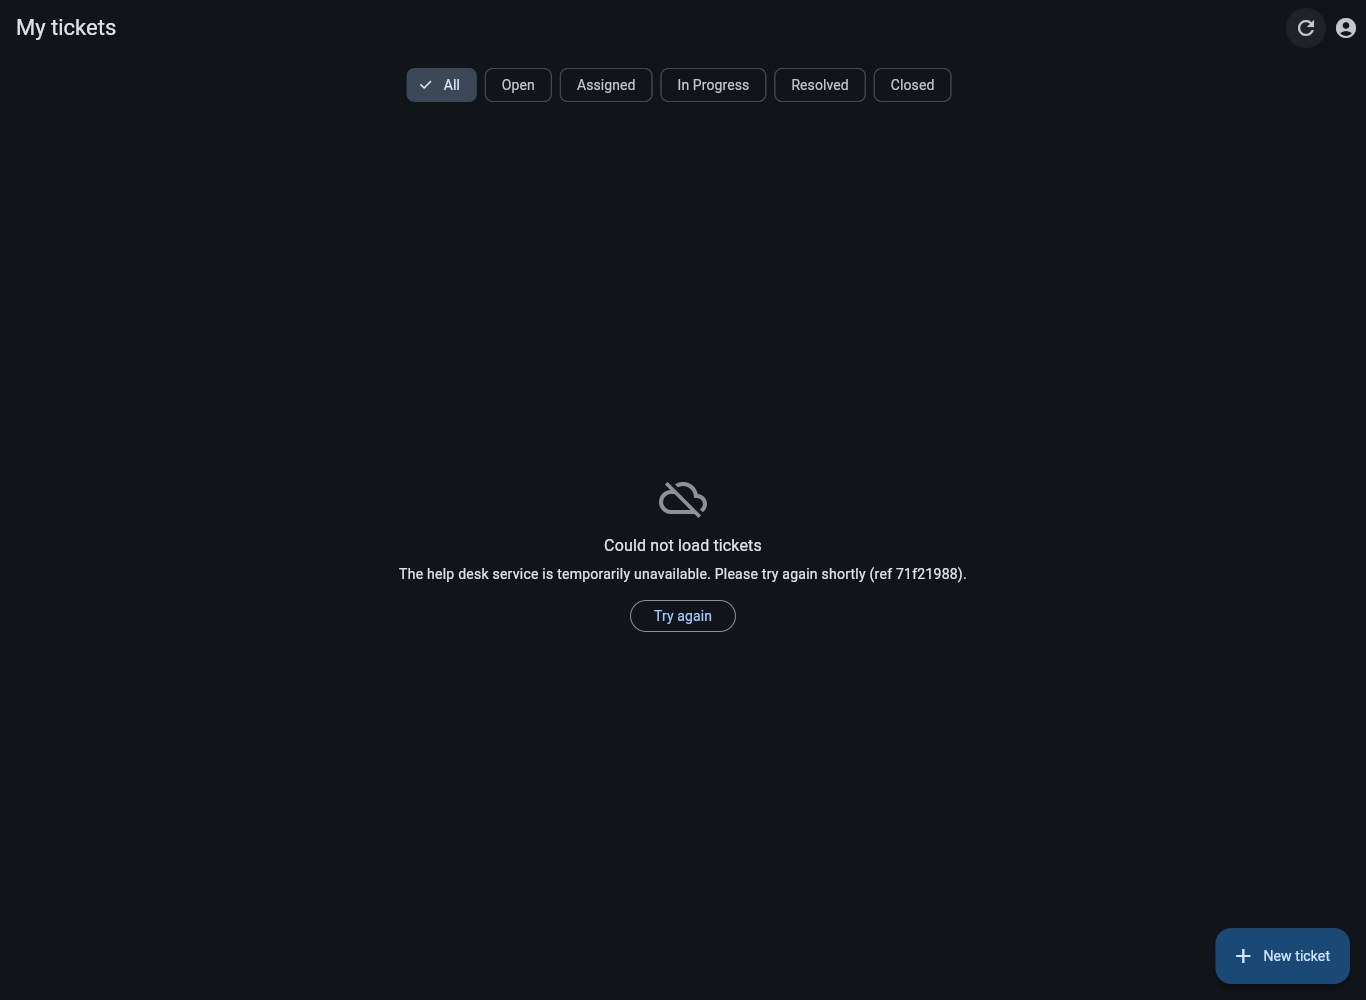 My tickets
All
Open
Assigned
In Progress
Resolved
Closed
Could not load tickets
The help desk service is temporarily unavailable. Please try again shortly (ref 71f21988).
Try again
New ticket